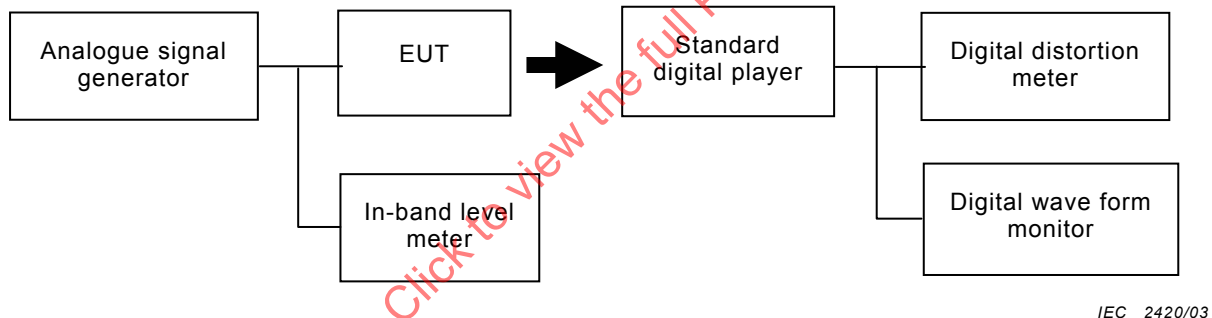 Analogue signal
generator
EUT
In-band level
meter
Standard
digital player
Digital distortion
meter
Digital wave form
monitor
Click to view the full
IEC 2420/03